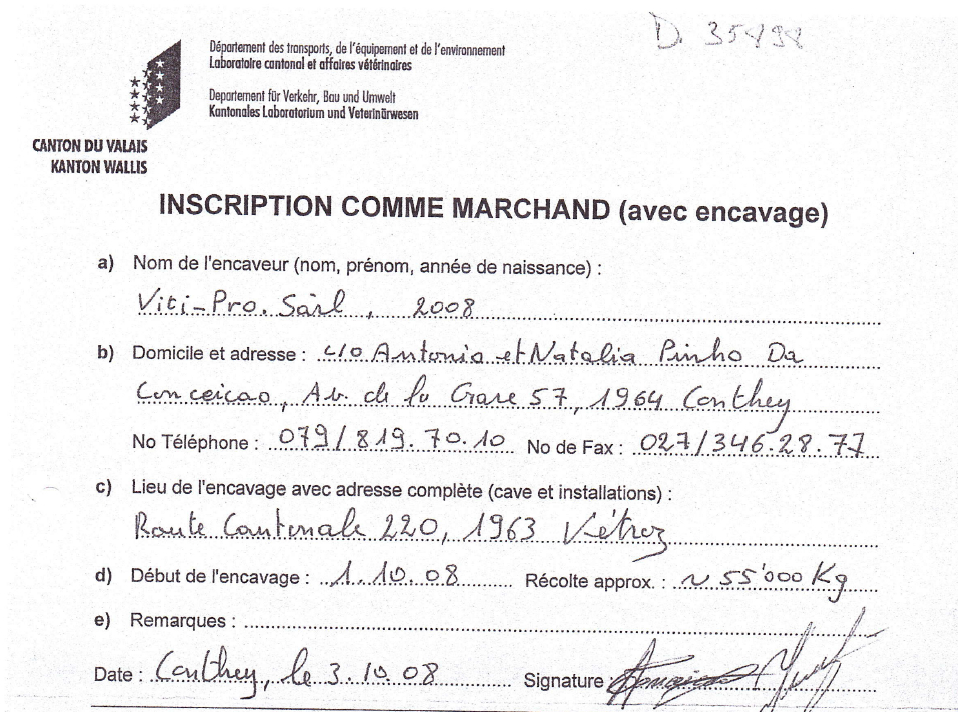 D. 35498
Département des transports, de l'équipement et de l'environnement
Laboratoire cantonal et affaires vétérinaires
Departement für Verkehr, Bau und Umwelt
Kantonales Laboratorium und Veterinärwesen
CANTON DU VALAIS
KANTON WALLIS
INSCRIPTION COMME MARCHAND (avec encavage)
a) Nom de l'encaveur (nom, prénom, année de naissance) :
Viti-Pro. Sàrl , 2008
b) Domicile et adresse : c/o Antonio et Natalia Pinho Da
Conceicao, Av. de la Gare 57, 1964 Conthey
No Téléphone : 079/819.70.10 No de Fax : 027/346.28.77
c) Lieu de l'encavage avec adresse complète (cave et installations) :
Route Cantonale 220, 1963 Vétroz
d) Début de l'encavage : 1.10.08 Récolte approx. : ~ 55'000 Kg
e) Remarques :
Date : Conthey, le 3.10.08 Signature :